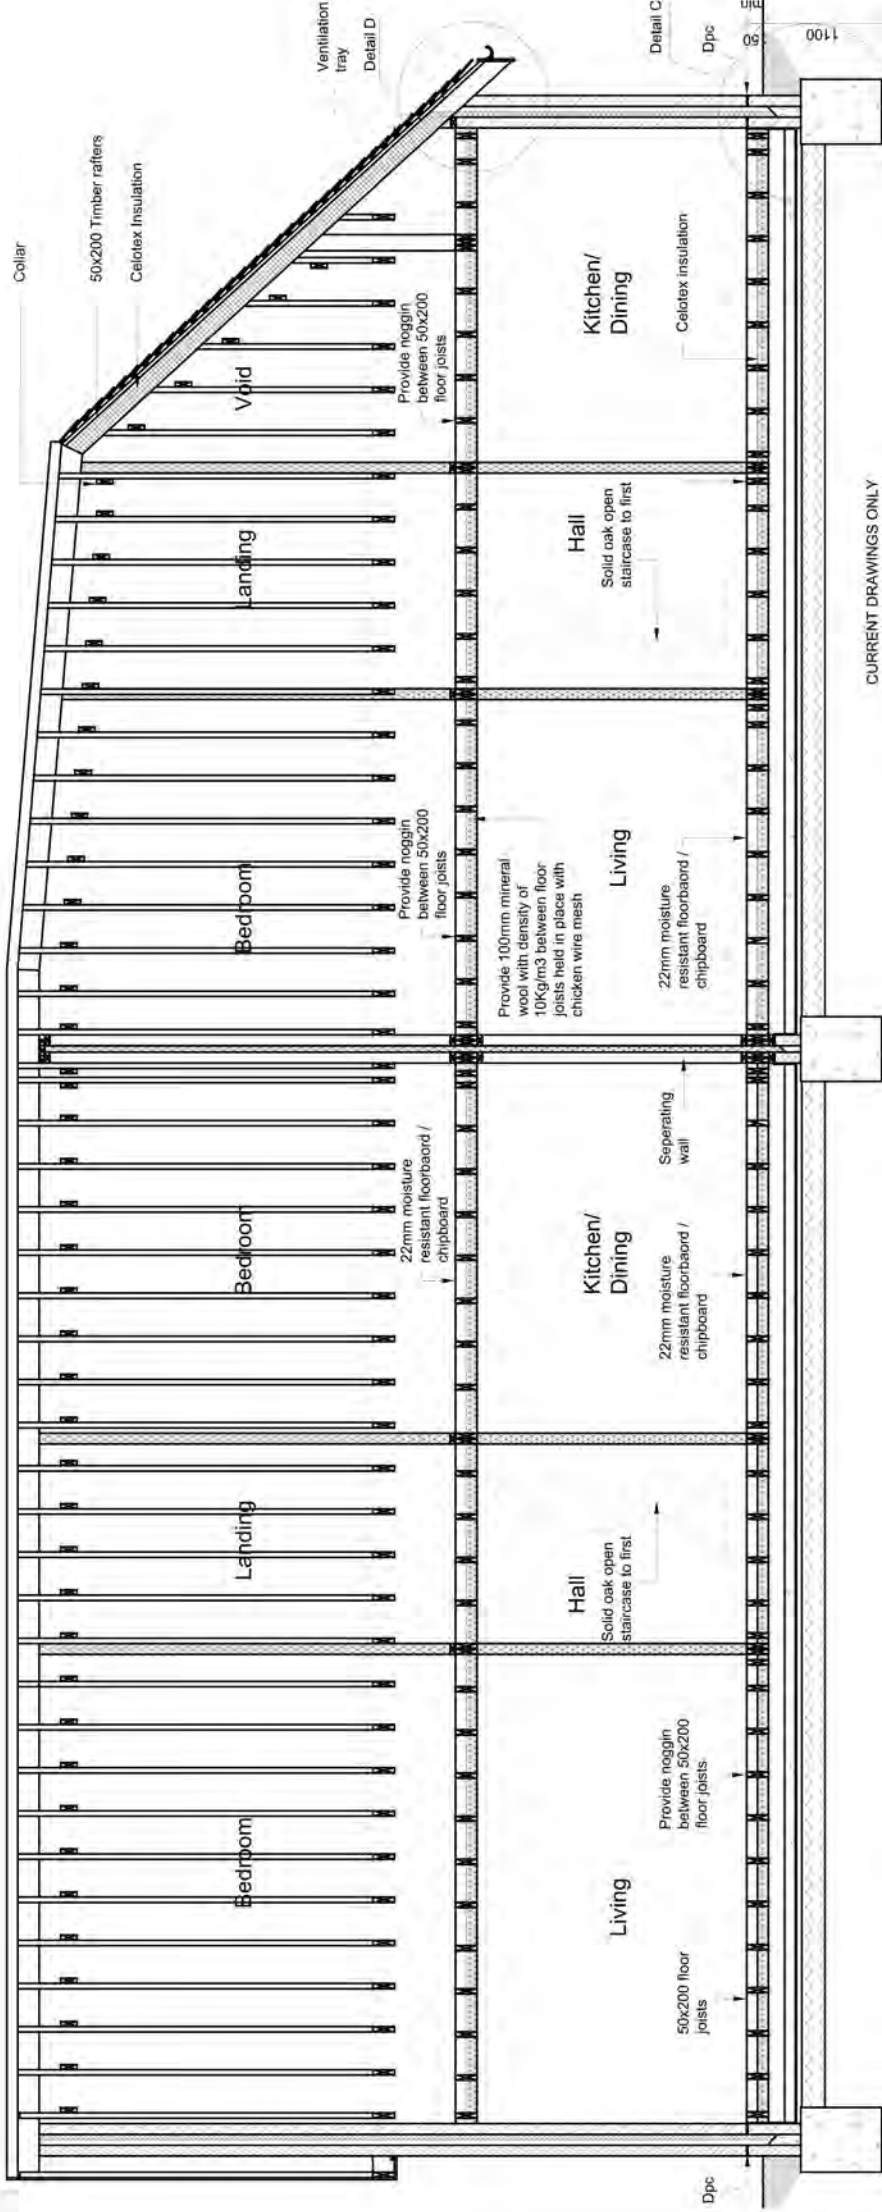 Collar
50x200 Timber rafters
Celotex Insulation
Ventilation
tray
Detail D
Detail C
Dpc
50
min
1100
Bedroom
Landing
Bedroom
Bedroom
Landing
Void
22mm moisture
resistant floorbaord /
chipboard
Provide noggin
between 50x200
floor joists
Provide noggin
between 50x200
floor joists
Provide 100mm mineral
wool with density of
10Kg/m3 between floor
joists held in place with
chicken wire mesh
Living
Hall
Solid oak open
staircase to first
Kitchen/
Dining
Living
Hall
Solid oak open
staircase to first
Kitchen/
Dining
Dpc
50x200 floor
joists
Provide noggin
between 50x200
floor joists
22mm moisture
resistant floorbaord /
chipboard
Seperating
wall
22mm moisture
resistant floorbaord /
chipboard
Celotex insulation
CURRENT DRAWINGS ONLY